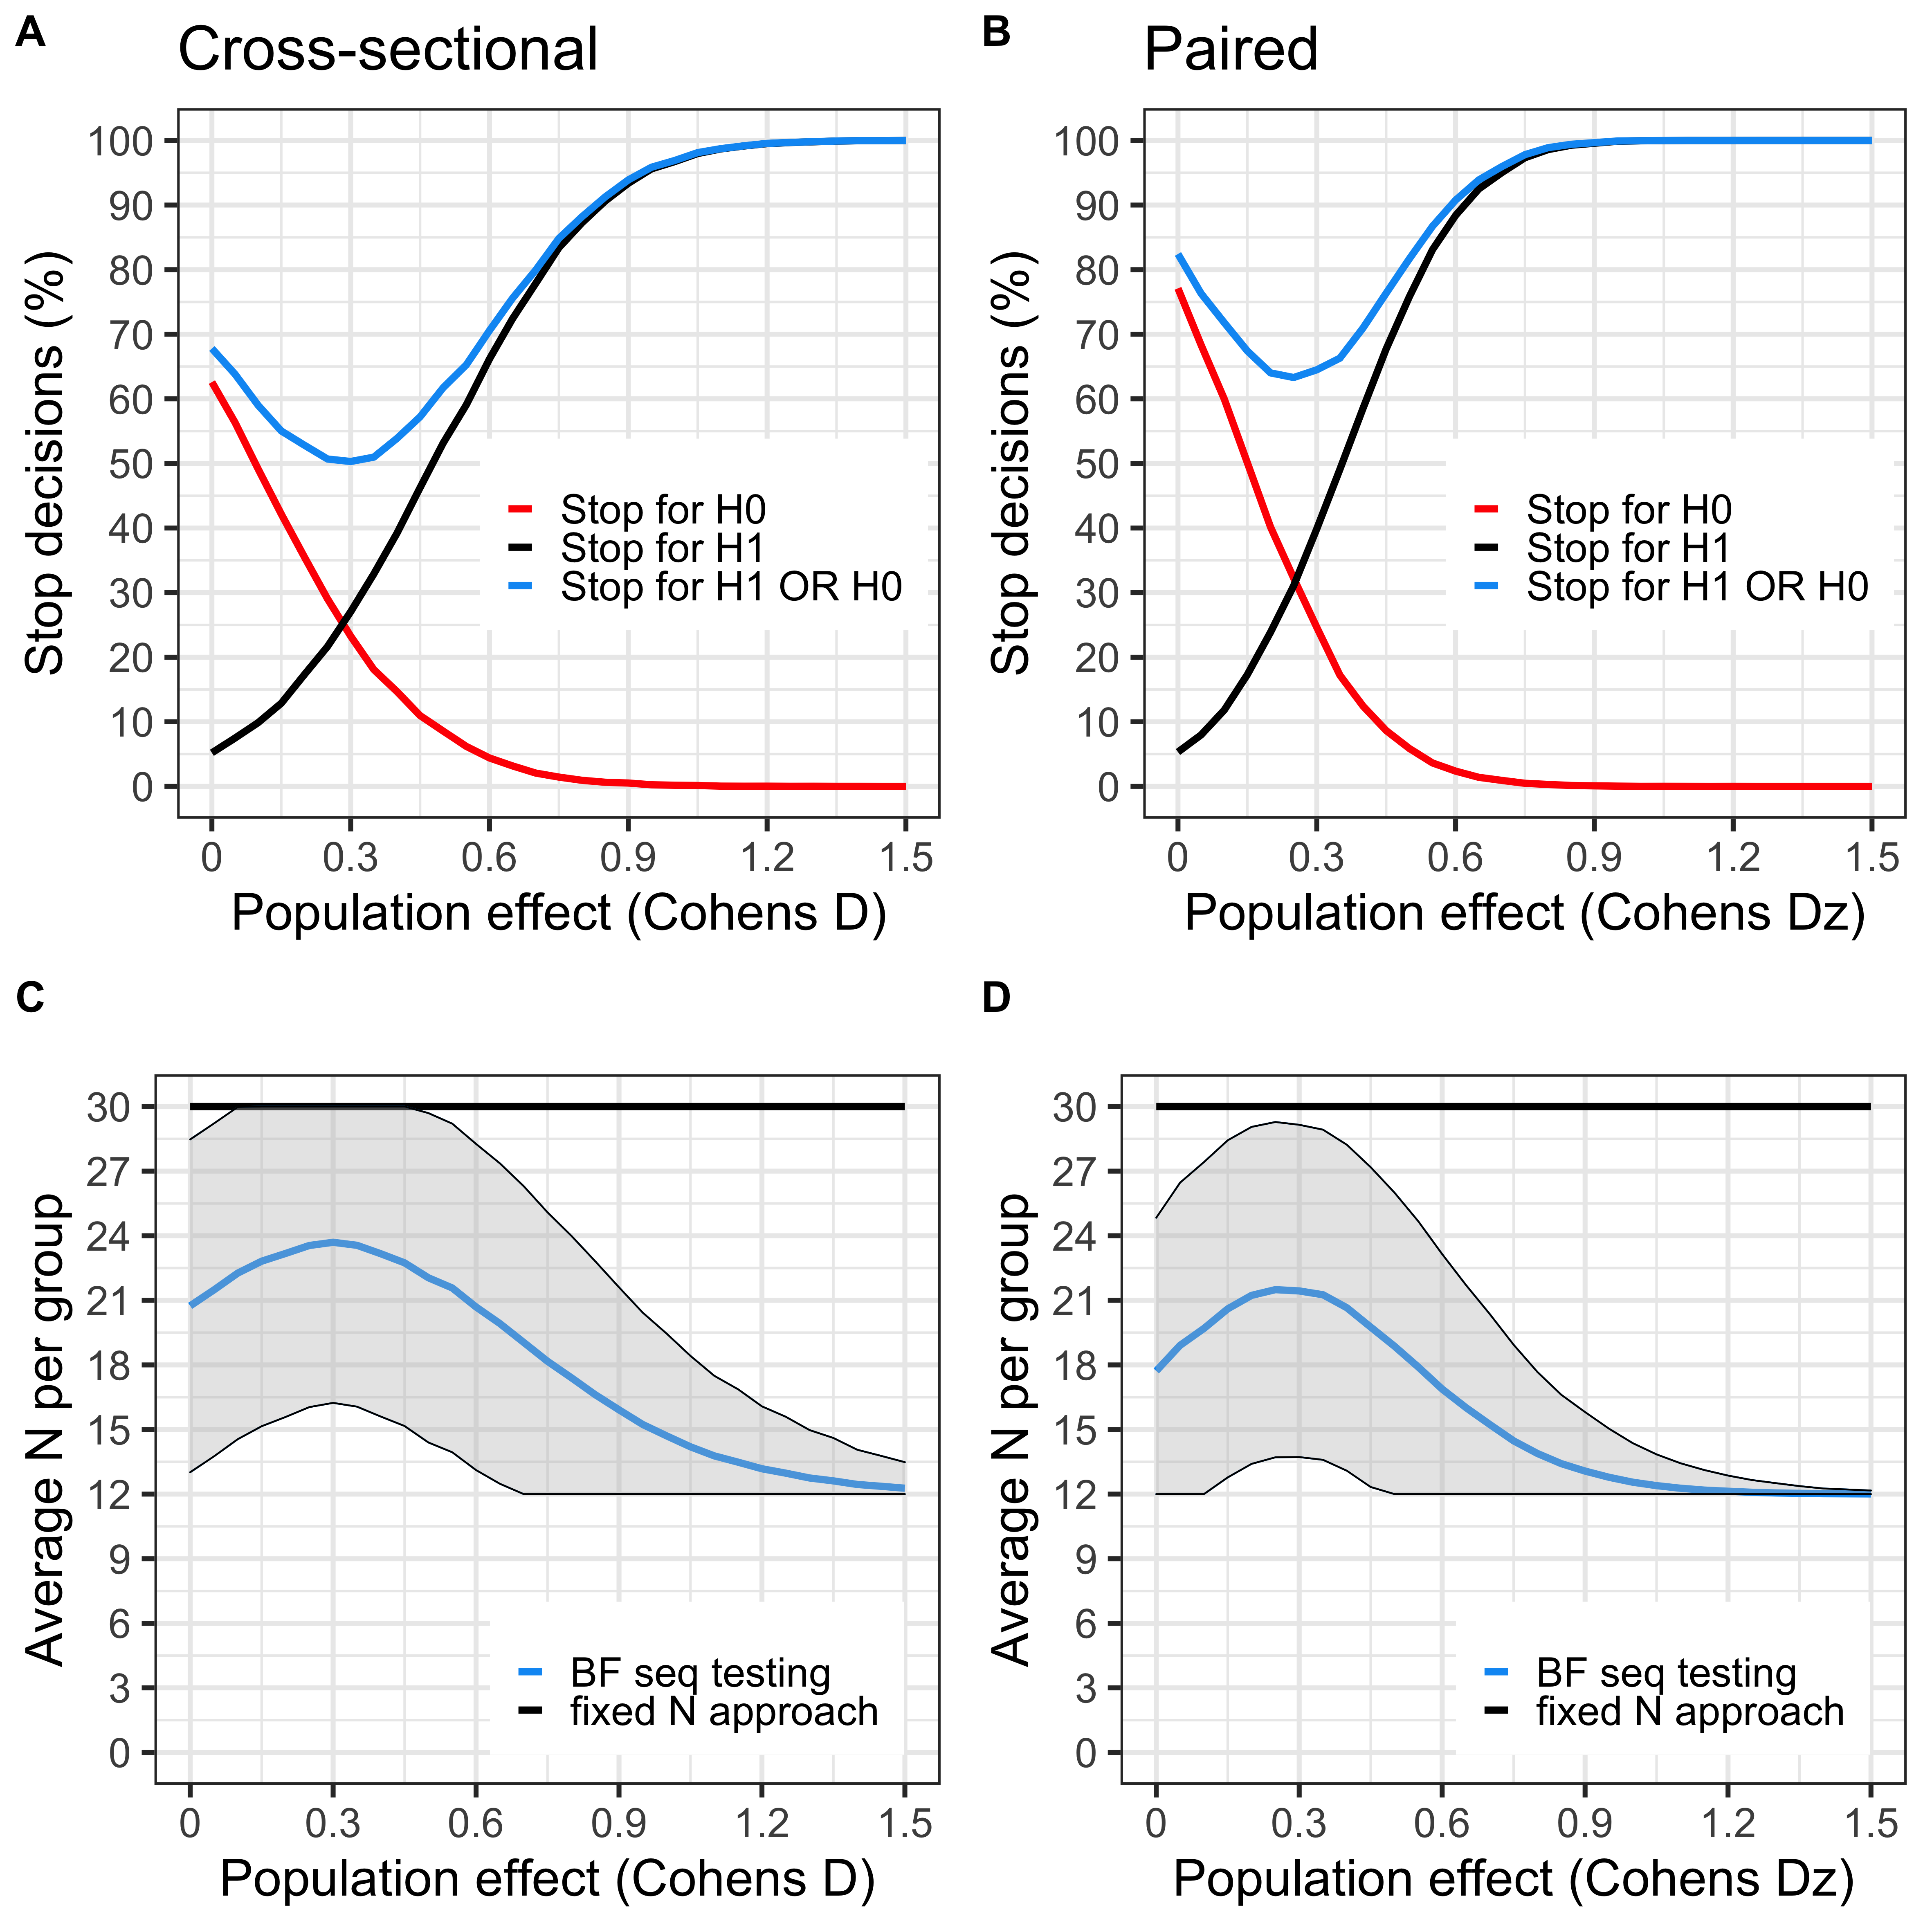 A
Cross-sectional
Stop decisions (%)
100
90
80
70
60
50
40
30
20
10
0
Stop for H0
Stop for H1
Stop for H1 OR H0
0 0.3 0.6 0.9 1.2 1.5
Population effect (Cohens D)
B
Paired
Stop decisions (%)
100
90
80
70
60
50
40
30
20
10
0
Stop for H0
Stop for H1
Stop for H1 OR H0
0 0.3 0.6 0.9 1.2 1.5
Population effect (Cohens Dz)
C
Average N per group
30
27
24
21
18
15
12
9
6
3
0
BF seq testing
fixed N approach
0 0.3 0.6 0.9 1.2 1.5
Population effect (Cohens D)
D
Average N per group
30
27
24
21
18
15
12
9
6
3
0
BF seq testing
fixed N approach
0 0.3 0.6 0.9 1.2 1.5
Population effect (Cohens Dz)